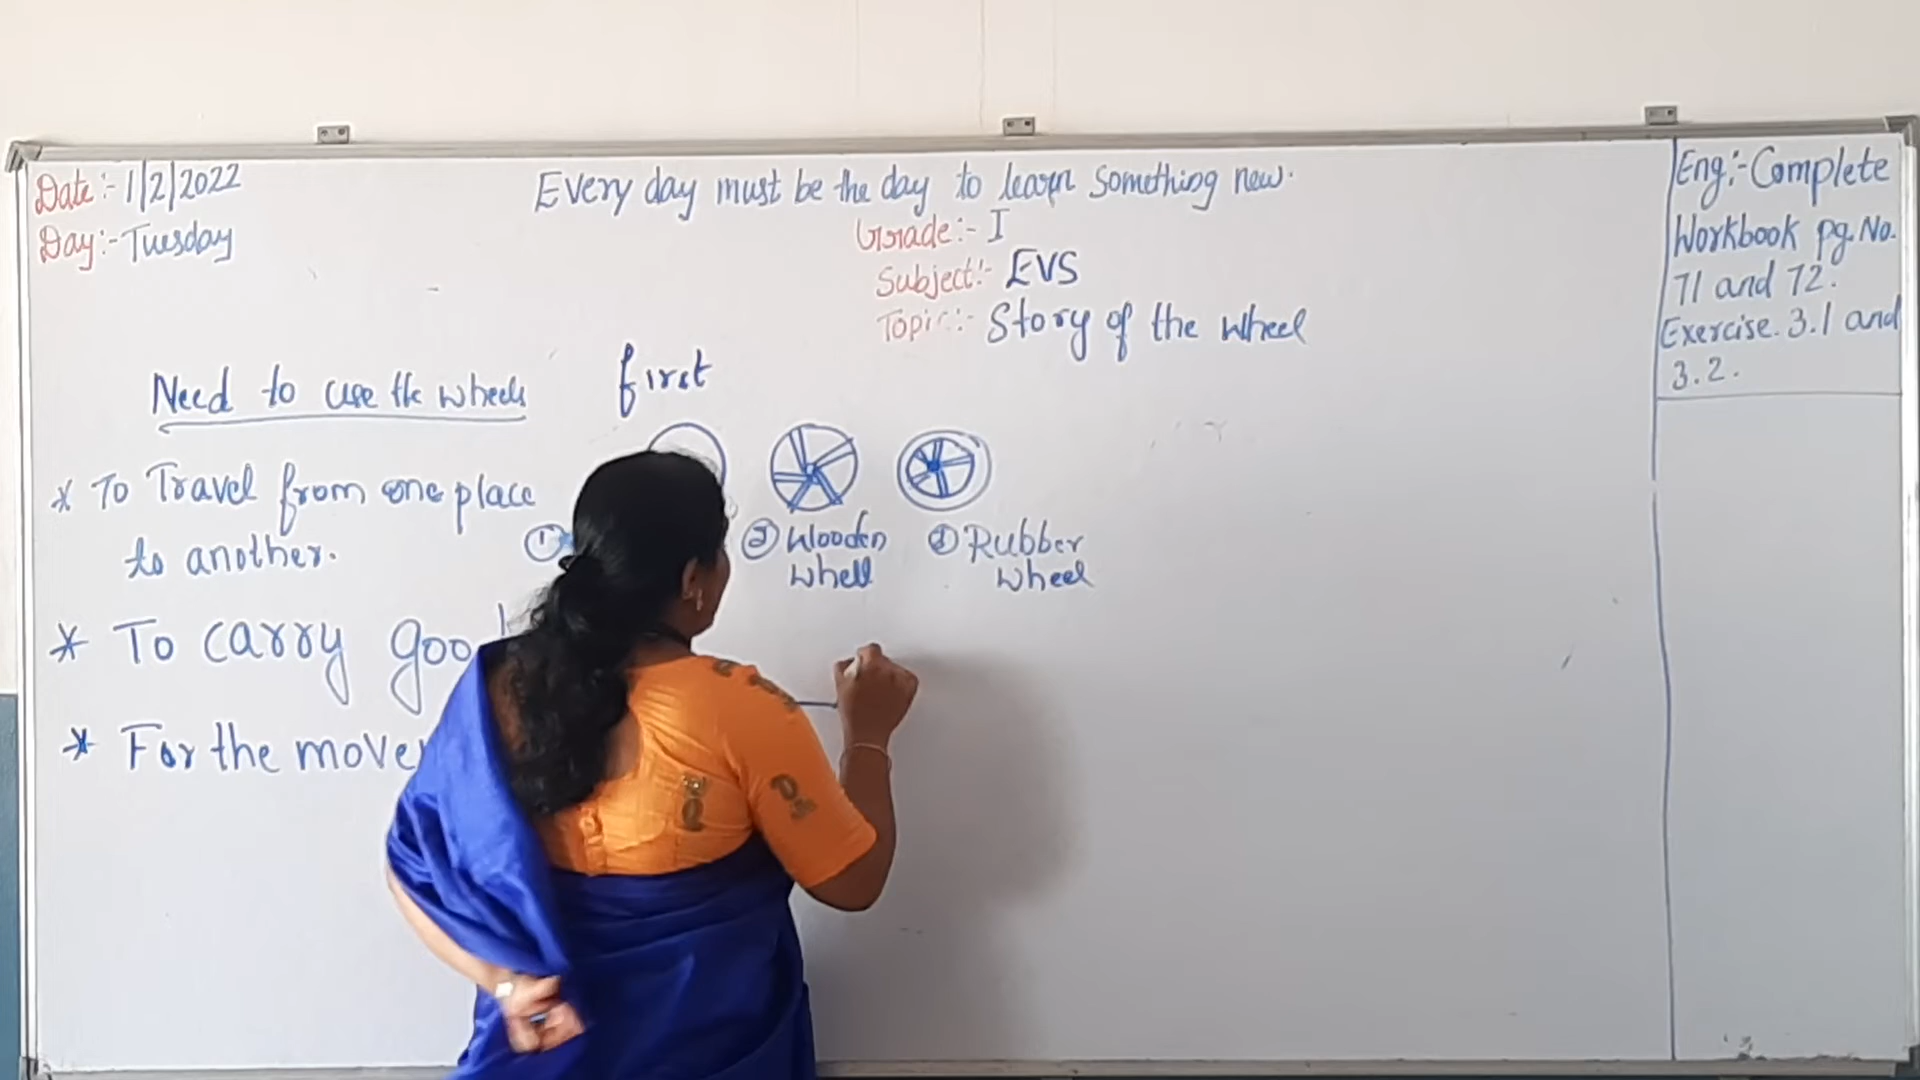 Date:- 1/2/2022
Day:- Tuesday
Every day must be the day to learn something new.
Grade:- I
Subject:- EVS
Topic:- Story of the wheel
Need to use the wheels
* To Travel from one place
to another.
* To carry
* For the
first
①
② Wooden
Whell
③ Rubber
Wheel
Eng:- Complete
Workbook pg. No.
71 and 72.
Exercise. 3.1 and
3.2.